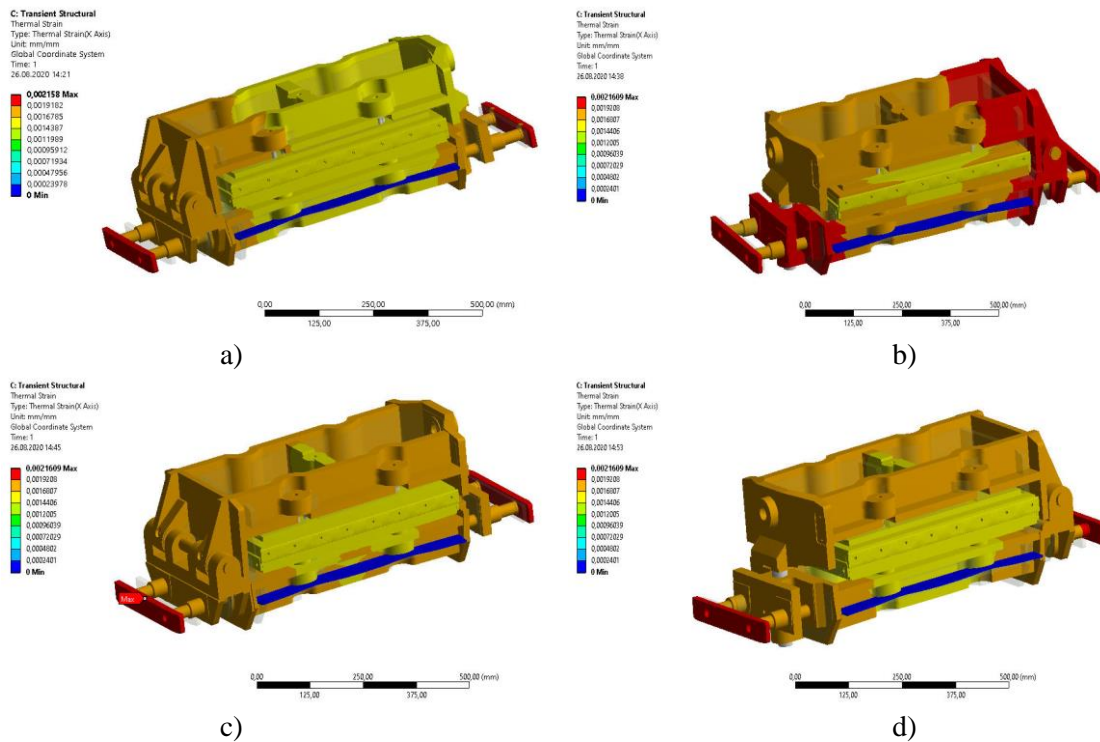 C: Transient Structural
Thermal Strain
Type: Thermal Strain(X Axis)
Unit: mm/mm
Global Coordinate System
Time: 1
26.08.2020 14:21
0,002158 Max
0,0019182
0,0016785
0,0014387
0,0011989
0,00095912
0,00071934
0,00047956
0,00023978
0 Min
0,00
250,00
500,00 (mm)
125,00
375,00
a)
C: Transient Structural
Thermal Strain
Type: Thermal Strain(X Axis)
Unit: mm/mm
Global Coordinate System
Time: 1
26.08.2020 14:38
0,0021609 Max
0,0019208
0,0016807
0,0014406
0,0012005
0,00096039
0,00072029
0,0004802
0,0002401
0 Min
0,00
250,00
500,00 (mm)
125,00
375,00
b)
C: Transient Structural
Thermal Strain
Type: Thermal Strain(X Axis)
Unit: mm/mm
Global Coordinate System
Time: 1
26.08.2020 14:45
0,0021609 Max
0,0019208
0,0016807
0,0014406
0,0012005
0,00096039
0,00072029
0,0004802
0,0002401
0 Min
Max
0,00
250,00
500,00 (mm)
125,00
375,00
c)
C: Transient Structural
Thermal Strain
Type: Thermal Strain(X Axis)
Unit: mm/mm
Global Coordinate System
Time: 1
26.08.2020 14:53
0,0021609 Max
0,0019208
0,0016807
0,0014406
0,0012005
0,00096039
0,00072029
0,0004802
0,0002401
0 Min
0,00
250,00
500,00 (mm)
125,00
375,00
d)